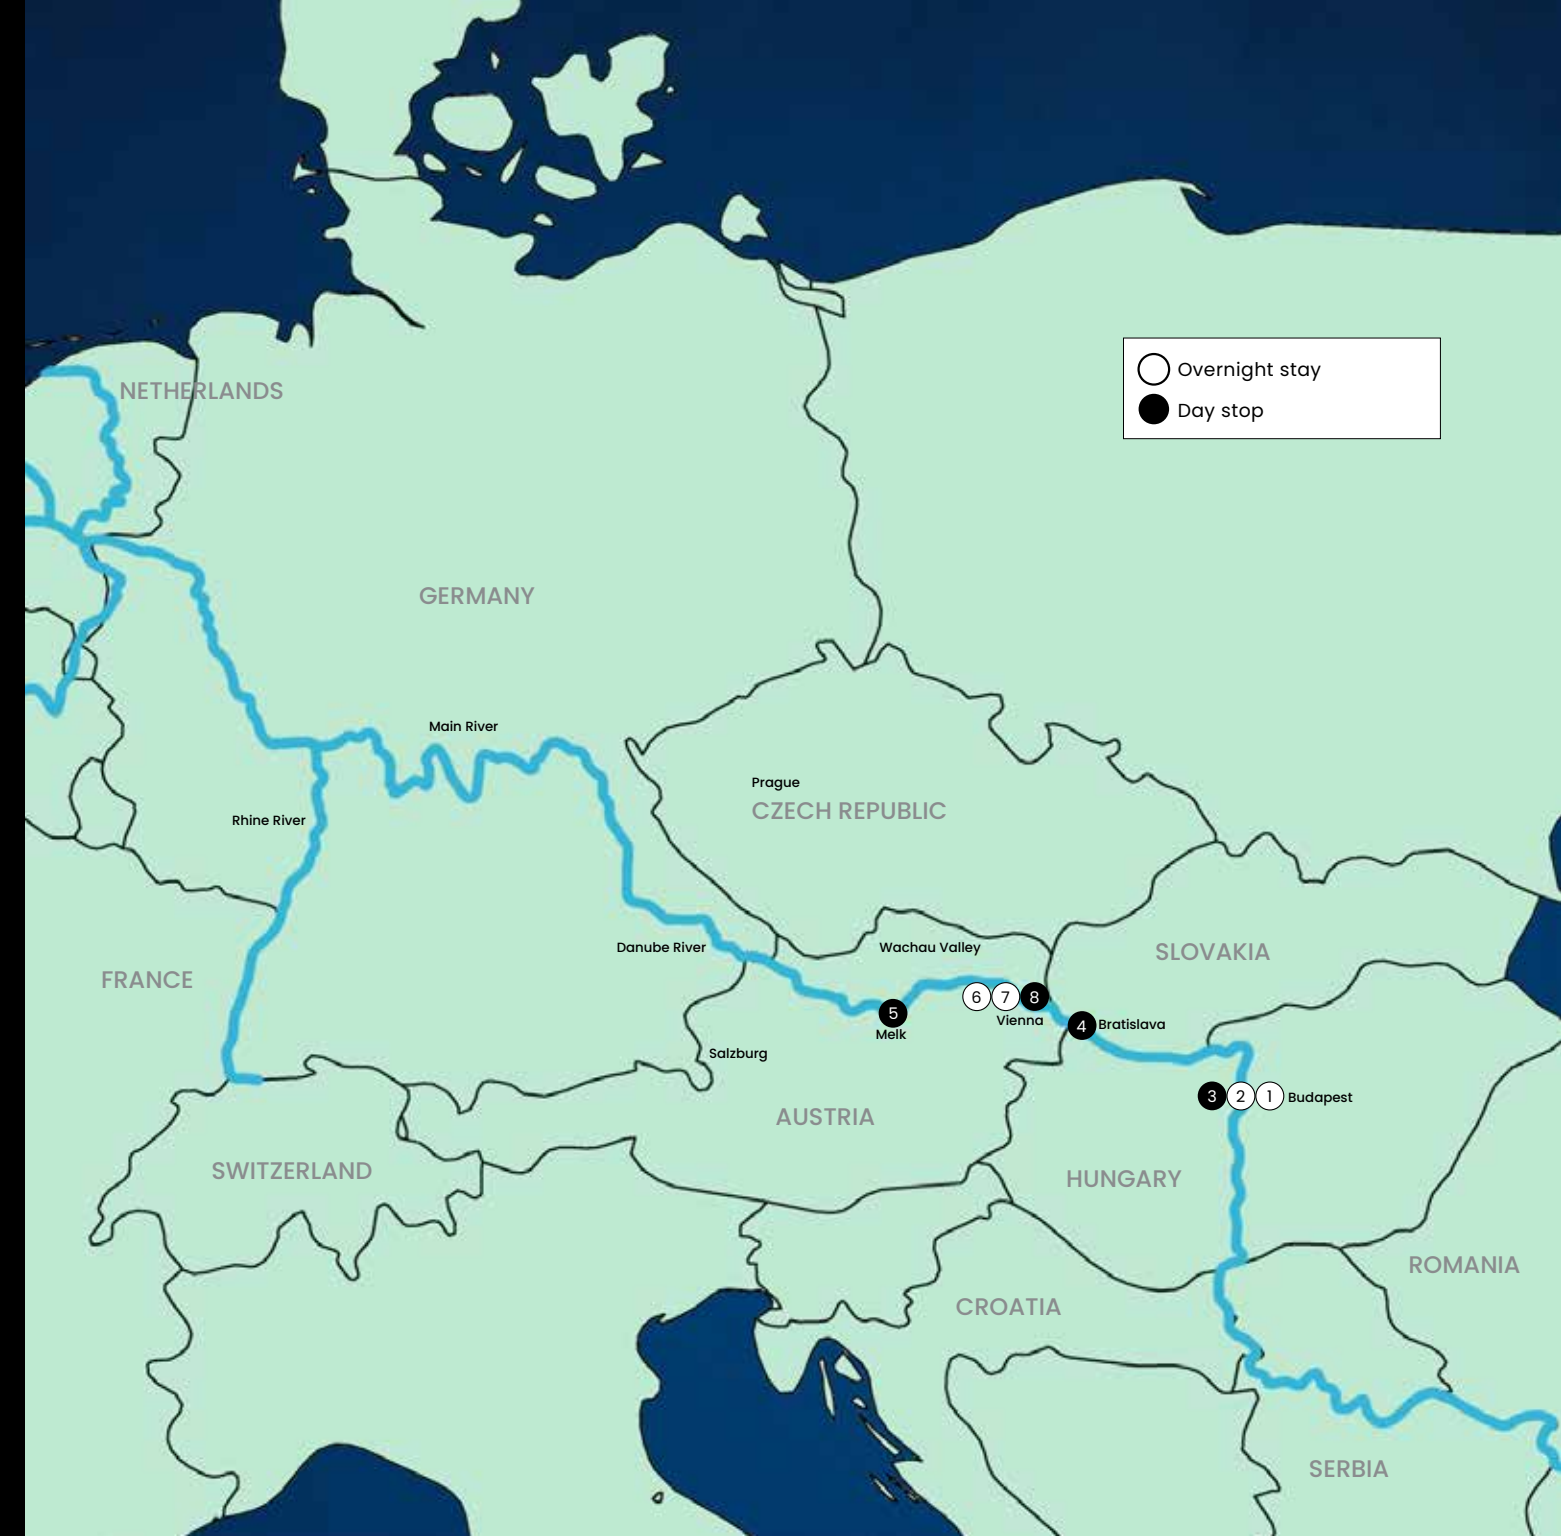 Overnight stay
Day stop
NETHERLANDS
GERMANY
Main River
Prague
CZECH REPUBLIC
Rhine River
Danube River
Wachau Valley
SLOVAKIA
FRANCE
6 7 8
Vienna
5
Melk
4 Bratislava
Salzburg
3 2 1 Budapest
AUSTRIA
SWITZERLAND
HUNGARY
ROMANIA
CROATIA
SERBIA